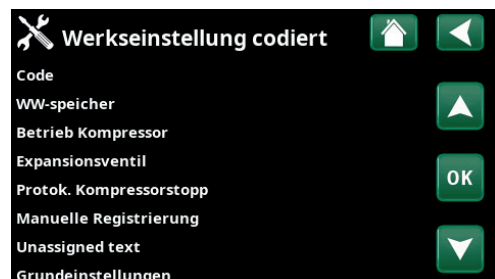 Werkseinstellung codiert
Code
WW-speicher
Betrieb Kompressor
Expansionsventil
OK
Protok. Kompressorstopp
Manuelle Registrierung
Unassigned text
Grundeinstellungen